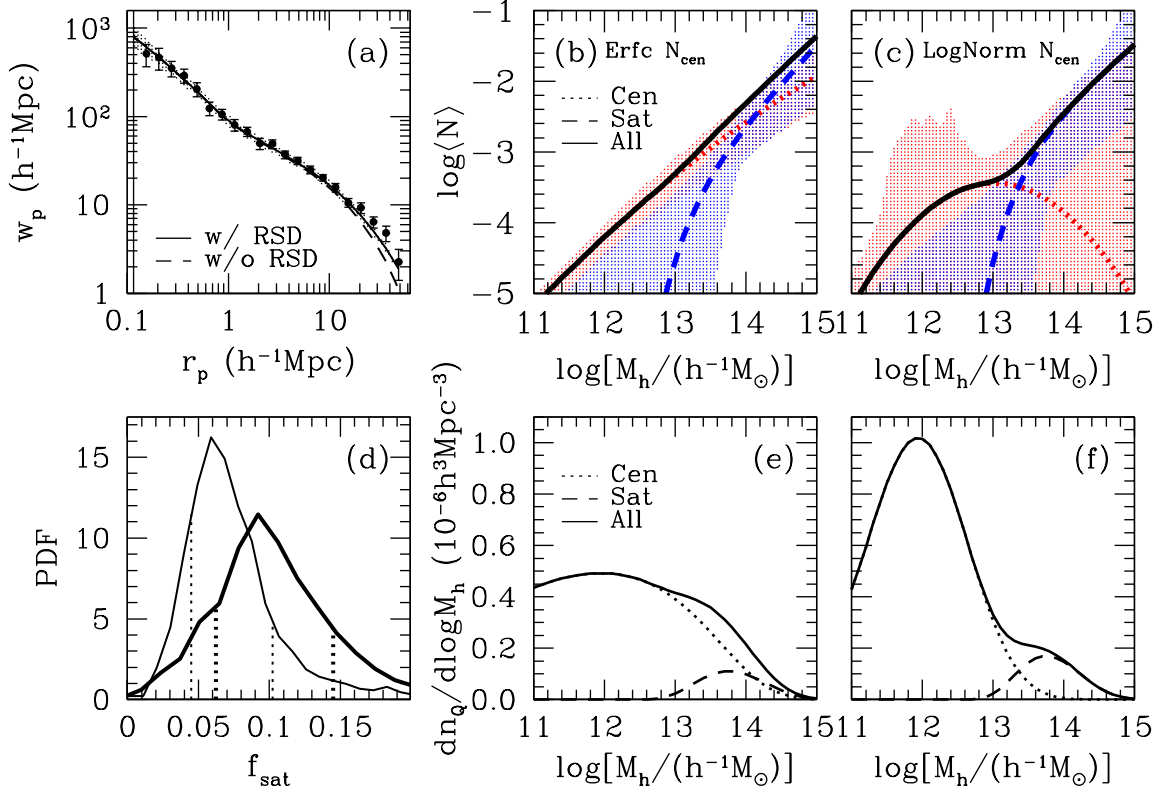 (a)
10³
10²
10
1
0.1
1
10
w_p (h⁻¹Mpc)
r_p (h⁻¹Mpc)
w/ RSD
w/o RSD
(b) Erfc N_cen
-1
-2
-3
-4
-5
log⟨N⟩
Cen
Sat
All
11 12 13 14 15
log[M_h/(h⁻¹M_⊙)]
(c) LogNorm N_cen
11 12 13 14 15
log[M_h/(h⁻¹M_⊙)]
(d)
15
10
5
0
PDF
0 0.05 0.1 0.15
f_sat
(e)
1.0
0.8
0.6
0.4
0.2
0.0
dn_Q/dlogM_h (10⁻⁶h³Mpc⁻³)
Cen
Sat
All
11 12 13 14 15
log[M_h/(h⁻¹M_⊙)]
(f)
11 12 13 14 15
log[M_h/(h⁻¹M_⊙)]